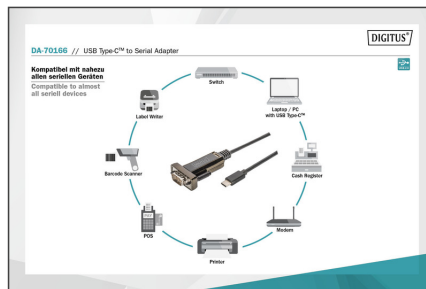 DIGITUS®
DA-70166 // USB Type-C™ to Serial Adapter
Kompatibel mit nahezu
allen seriellen Geräten
Compatible to almost
all seriell devices
Switch
Label Writer
Laptop / PC
with USB Type-C™
Barcode Scanner
Cash Register
POS
Modem
Printer